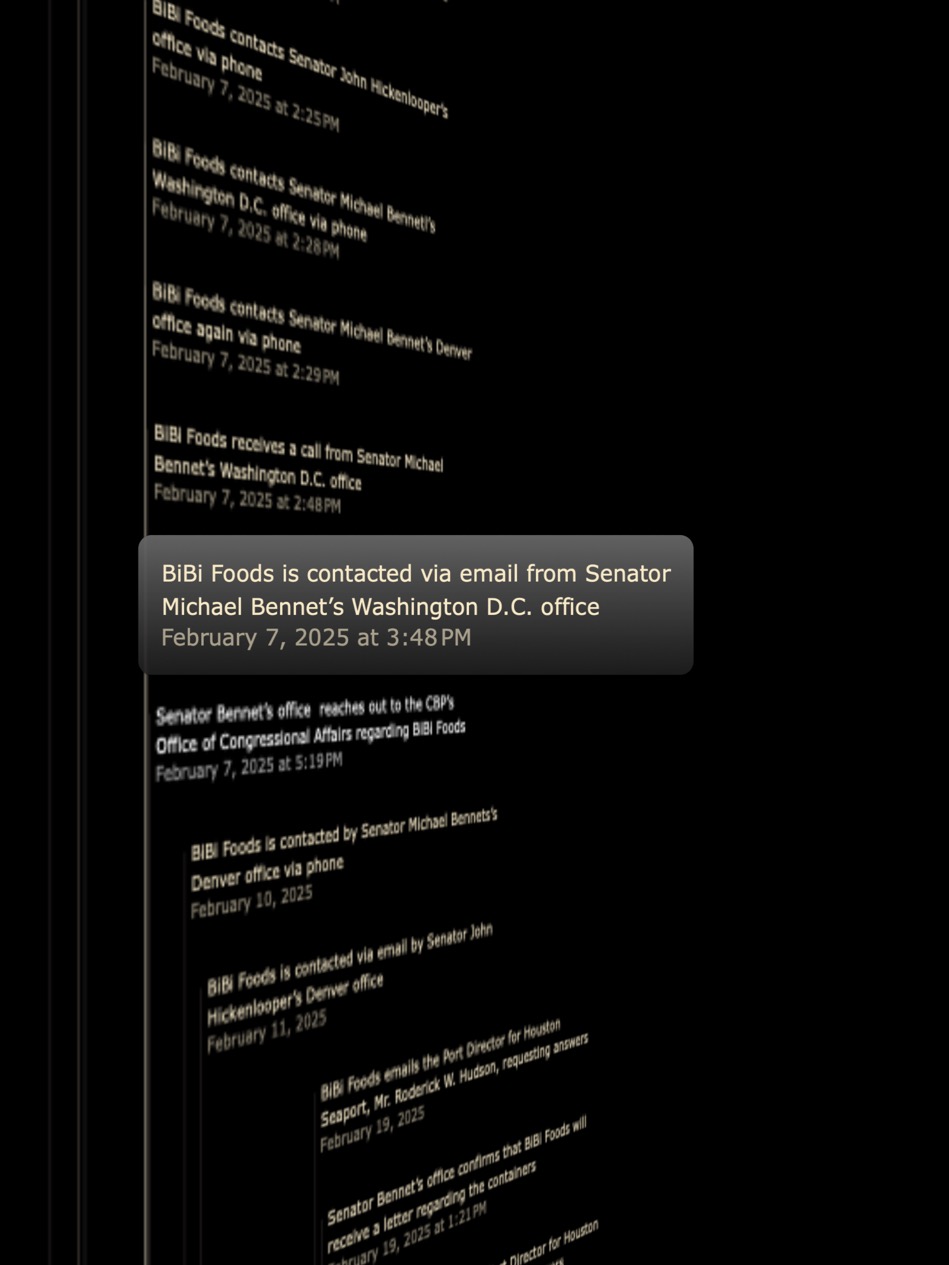 BiBi Foods contacts Senator John Hickenlooper's
office via phone
February 7, 2025 at 2:25PM
BiBi Foods contacts Senator Michael Bennett's
Washington D.C. office via phone
February 7, 2025 at 2:28PM
BiBi Foods contacts Senator Michael Bennet's Denver
office again via phone
February 7, 2025 at 2:29PM
BiBi Foods receives a call from Senator Michael
Bennet's Washington D.C. office
February 7, 2025 at 2:48PM
BiBi Foods is contacted via email from Senator
Michael Bennet’s Washington D.C. office
February 7, 2025 at 3:48PM
Senator Bennet's office reaches out to the CBP's
Office of Congressional Affairs regarding BiBi Foods
February 7, 2025 at 5:19PM
BiBi Foods is contacted by Senator Michael Bennets's
Denver office via phone
February 10, 2025
BiBi Foods is contacted via email by Senator John
Hickenlooper's Denver office
February 11, 2025
BiBi Foods emails the Port Director for Houston
Seaport, Mr. Roderick W. Hudson, requesting answers
February 19, 2025
Senator Bennet's office confirms that BiBi Foods will
receive a letter regarding the containers
February 19, 2025 at 1:21PM
Director for Houston